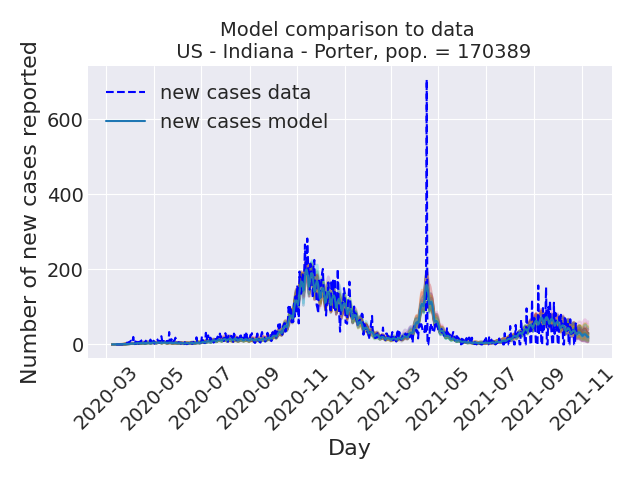 Model comparison to data
US - Indiana - Porter, pop. = 170389
Number of new cases reported
new cases data
new cases model
600
400
200
0
2020-03
2020-05
2020-07
2020-09
2020-11
2021-01
2021-03
2021-05
2021-07
2021-09
2021-11
Day